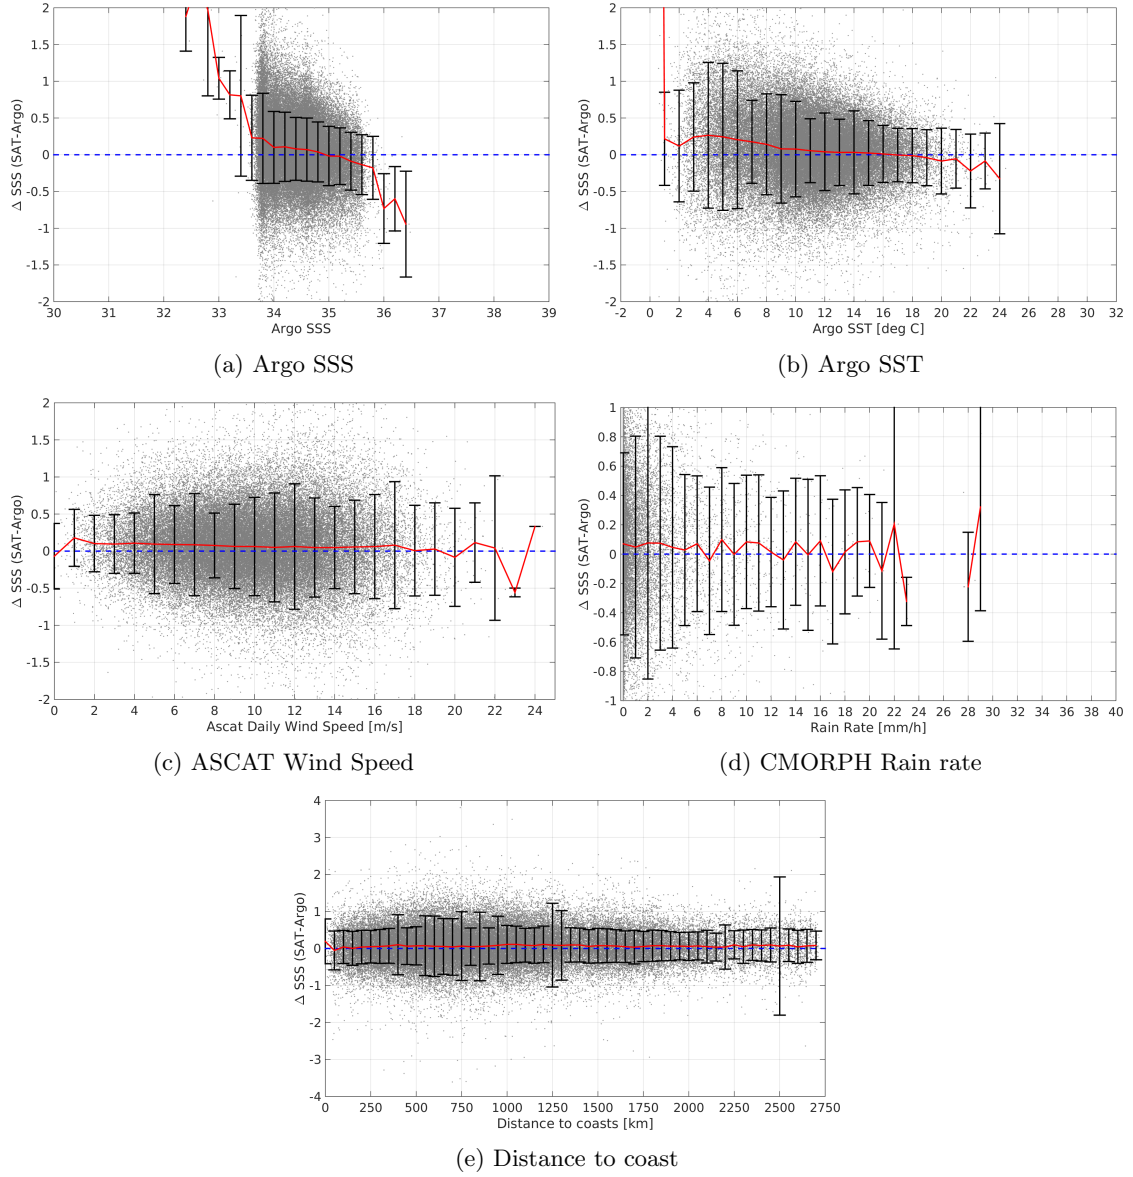 2
1.5
1
0.5
0
-0.5
-1
-1.5
-2
Δ SSS (SAT-Argo)
30 31 32 33 34 35 36 37 38 39
Argo SSS
(a) Argo SSS
2
1.5
1
0.5
0
-0.5
-1
-1.5
-2
Δ SSS (SAT-Argo)
-2 0 2 4 6 8 10 12 14 16 18 20 22 24 26 28 30 32
Argo SST [deg C]
(b) Argo SST
2
1.5
1
0.5
0
-0.5
-1
-1.5
-2
Δ SSS (SAT-Argo)
0 2 4 6 8 10 12 14 16 18 20 22 24
Ascat Daily Wind Speed [m/s]
(c) ASCAT Wind Speed
1
0.8
0.6
0.4
0.2
0
-0.2
-0.4
-0.6
-0.8
-1
Δ SSS (SAT-Argo)
0 2 4 6 8 10 12 14 16 18 20 22 24 26 28 30 32 34 36 38 40
Rain Rate [mm/h]
(d) CMORPH Rain rate
4
3
2
1
0
-1
-2
-3
-4
Δ SSS (SAT-Argo)
0 250 500 750 1000 1250 1500 1750 2000 2250 2500 2750
Distance to coasts [km]
(e) Distance to coast